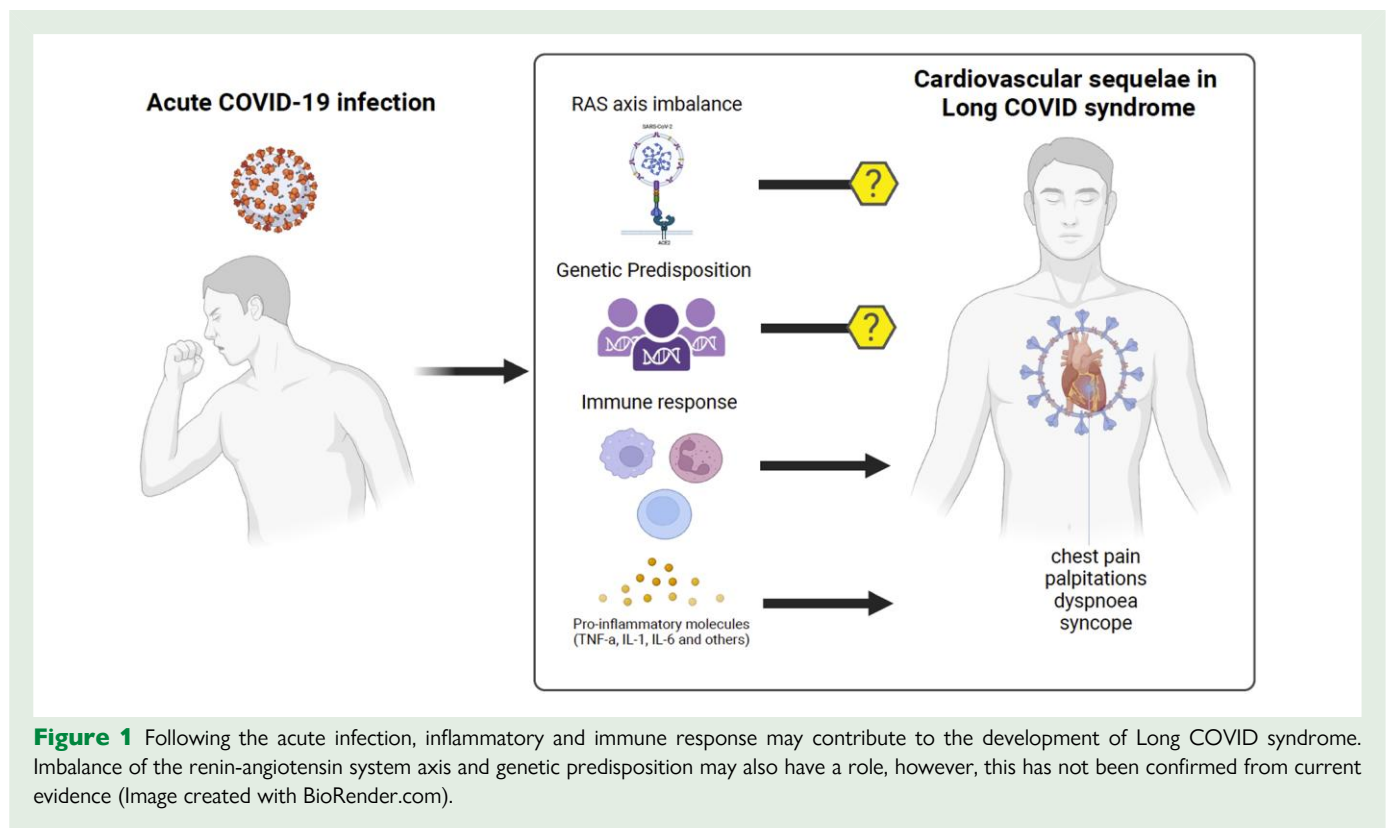 Acute COVID-19 infection
RAS axis imbalance
SARS-CoV-2
ACE2
?
Genetic Predisposition
?
Immune response
Pro-inflammatory molecules
(TNF-a, IL-1, IL-6 and others)
Cardiovascular sequelae in
Long COVID syndrome
chest pain
palpitations
dyspnoea
syncope
Figure 1 Following the acute infection, inflammatory and immune response may contribute to the development of Long COVID syndrome.
Imbalance of the renin-angiotensin system axis and genetic predisposition may also have a role, however, this has not been confirmed from current
evidence (Image created with BioRender.com).